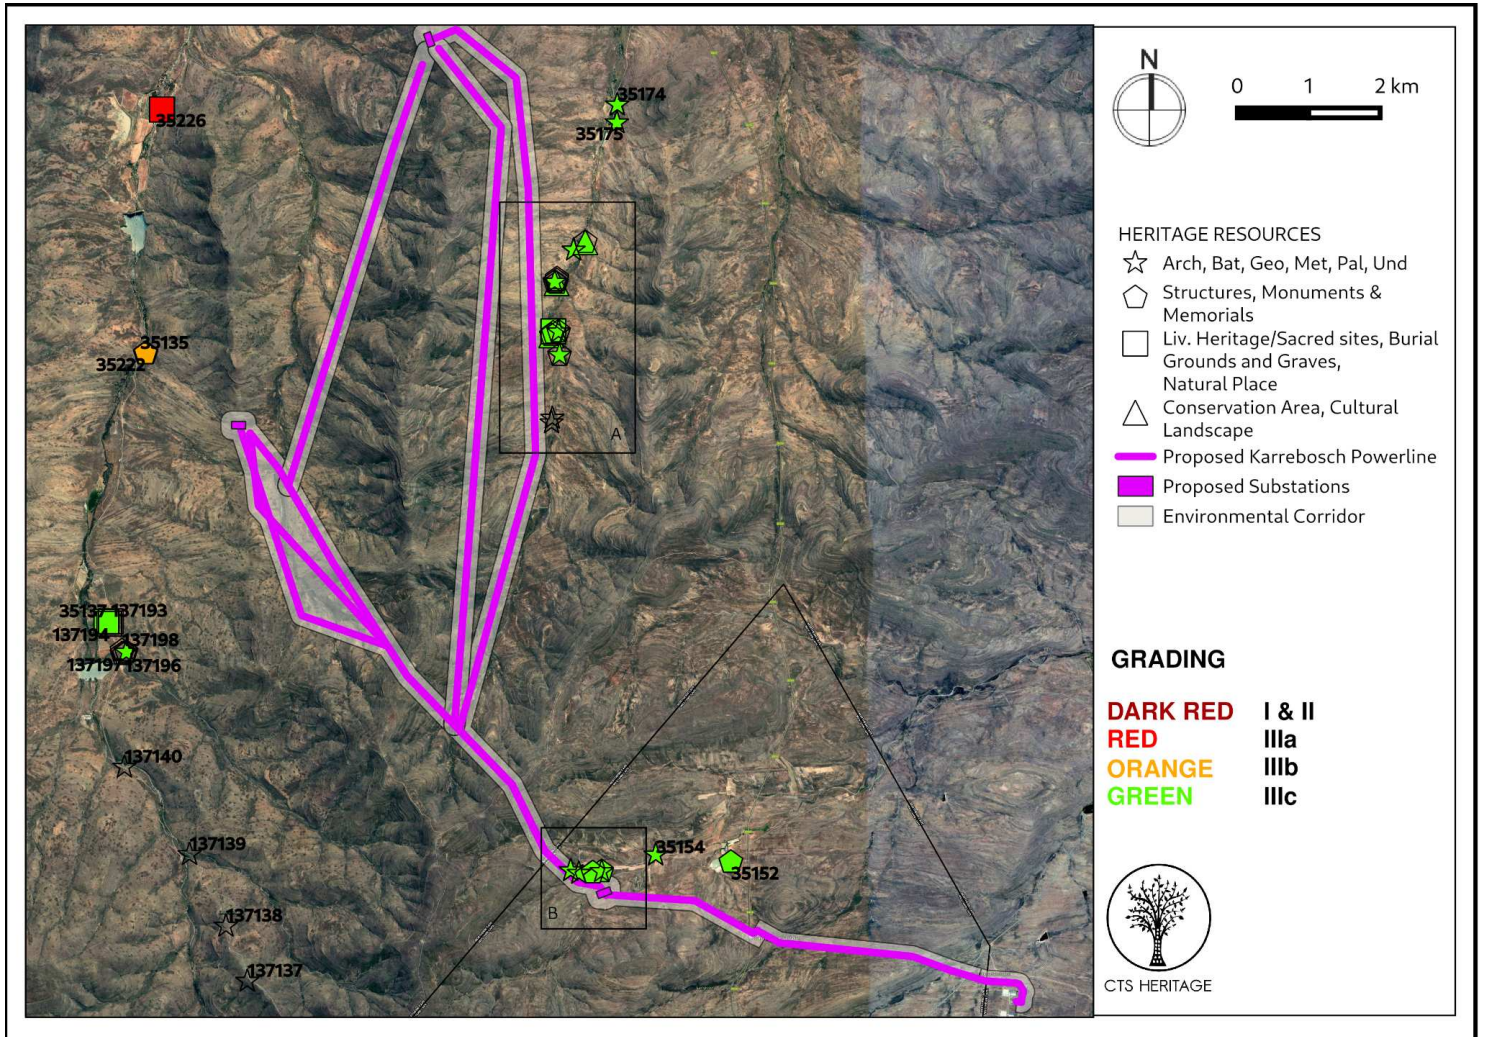 35174
35175
35226
35135
35222
A
35137 137193
137194
137198
137197 137196
137140
137139
137138
137137
35154
35152
B
N
0 1 2 km
HERITAGE RESOURCES
Arch, Bat, Geo, Met, Pal, Und
Structures, Monuments &
Memorials
Liv. Heritage/Sacred sites, Burial
Grounds and Graves,
Natural Place
Conservation Area, Cultural
Landscape
Proposed Karrebosch Powerline
Proposed Substations
Environmental Corridor
GRADING
DARK RED I & II
RED IIIa
ORANGE IIIb
GREEN IIIc
CTS HERITAGE